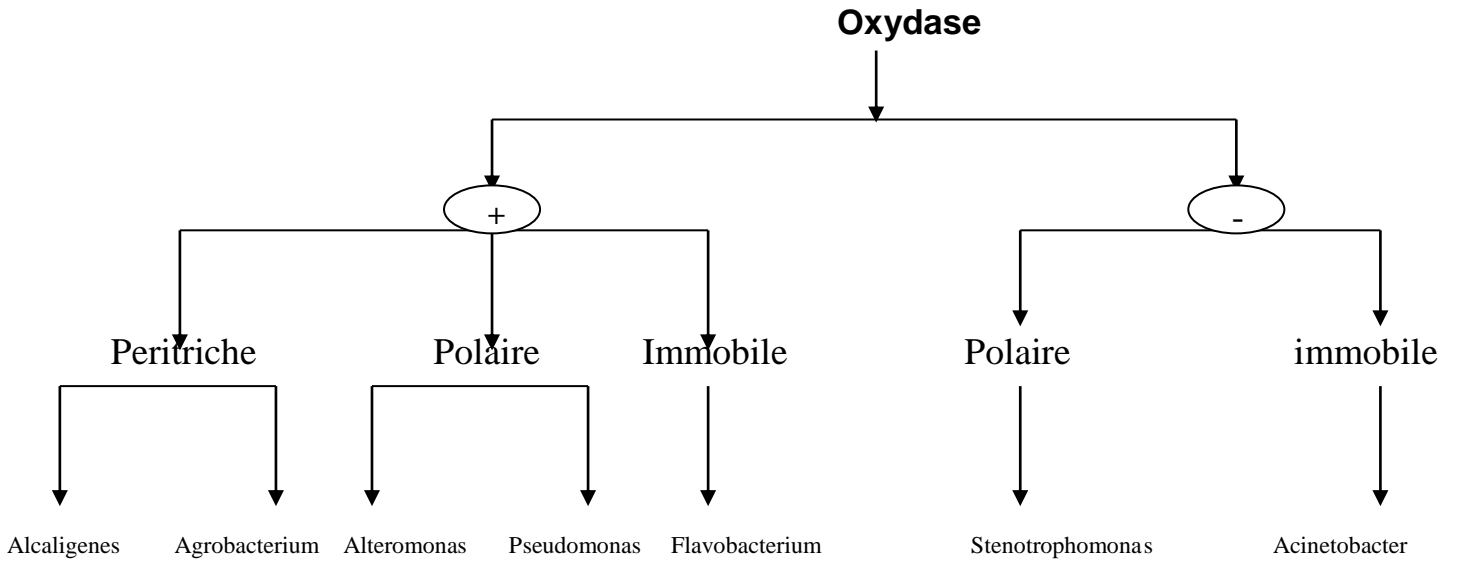 Oxydase
+ -
Peritriche Polaire Immobile Polaire immobile
Alcaligenes Agrobacterium Alteromonas Pseudomonas Flavobacterium Stenotrophomonas Acinetobacter